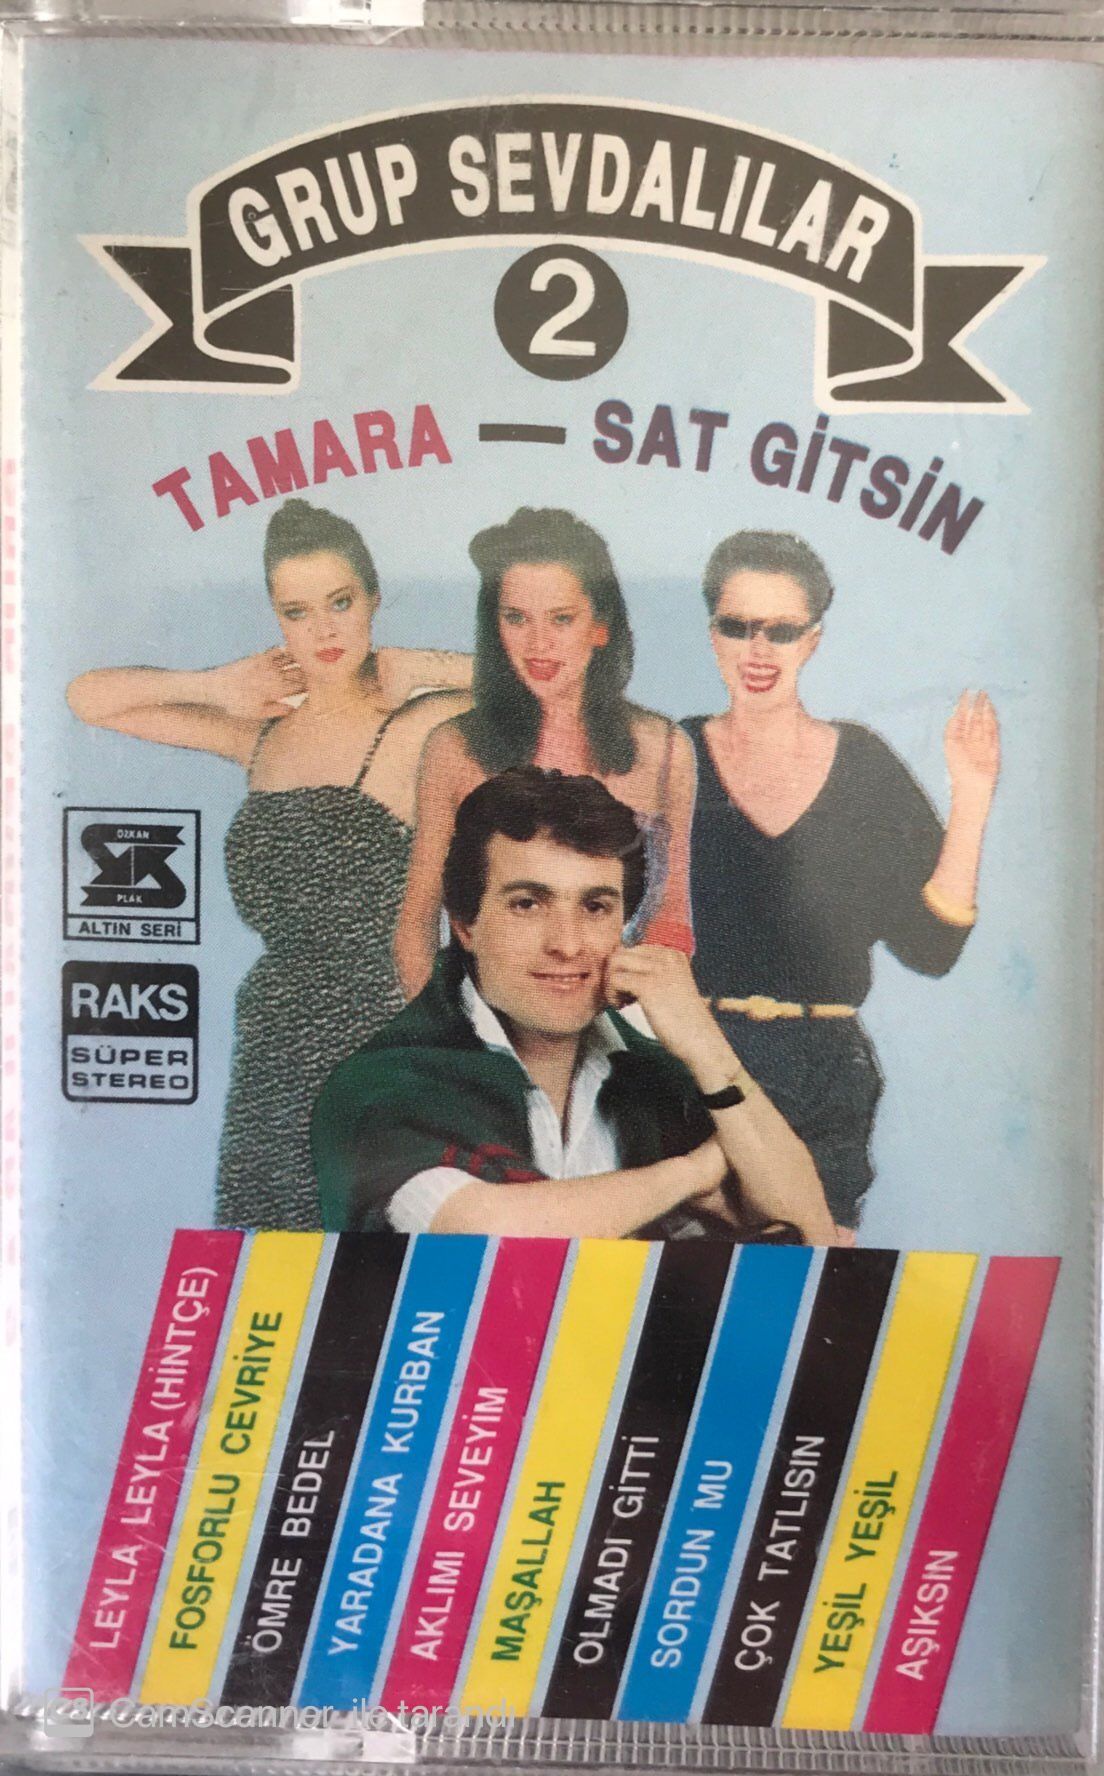 GRUP SEVDALILAR
2
TAMARA — SAT GİTSİN
ÖZKAN
PLAK
ALTIN SERİ
RAKS
SÜPER
STEREO
LEYLA LEYLA (HİNTÇE)
FOSFORLU CEVRİYE
ÖMRE BEDEL
YARADANA KURBAN
AKLIMI SEVEYİM
MAŞALLAH
OLMADI GİTTİ
SORDUN MU
ÇOK TATLISIN
YEŞİL YEŞİL
AŞIKSIN
CS CamScanner ile tarandı